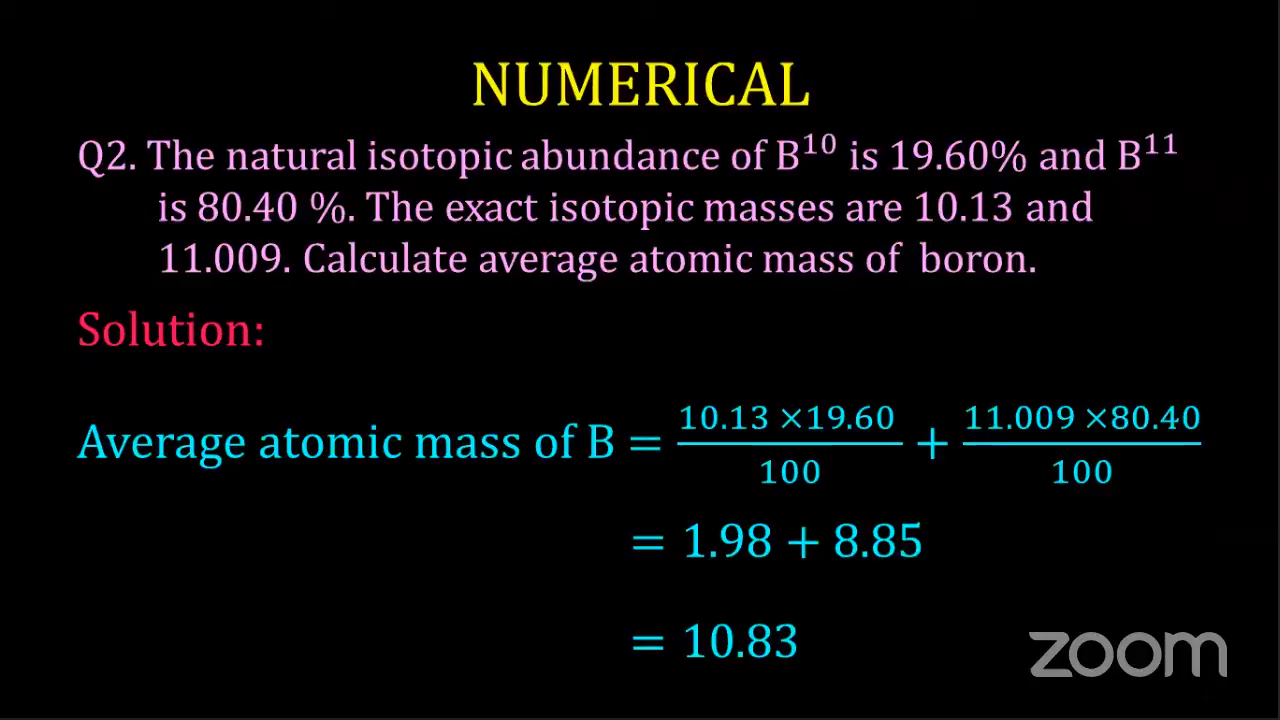 NUMERICAL
Q2. The natural isotopic abundance of B¹⁰ is 19.60% and B¹¹
is 80.40 %. The exact isotopic masses are 10.13 and
11.009. Calculate average atomic mass of boron.
Solution:
Average atomic mass of B = 10.13 ×19.60 / 100 + 11.009 ×80.40 / 100
= 1.98 + 8.85
= 10.83
zoom